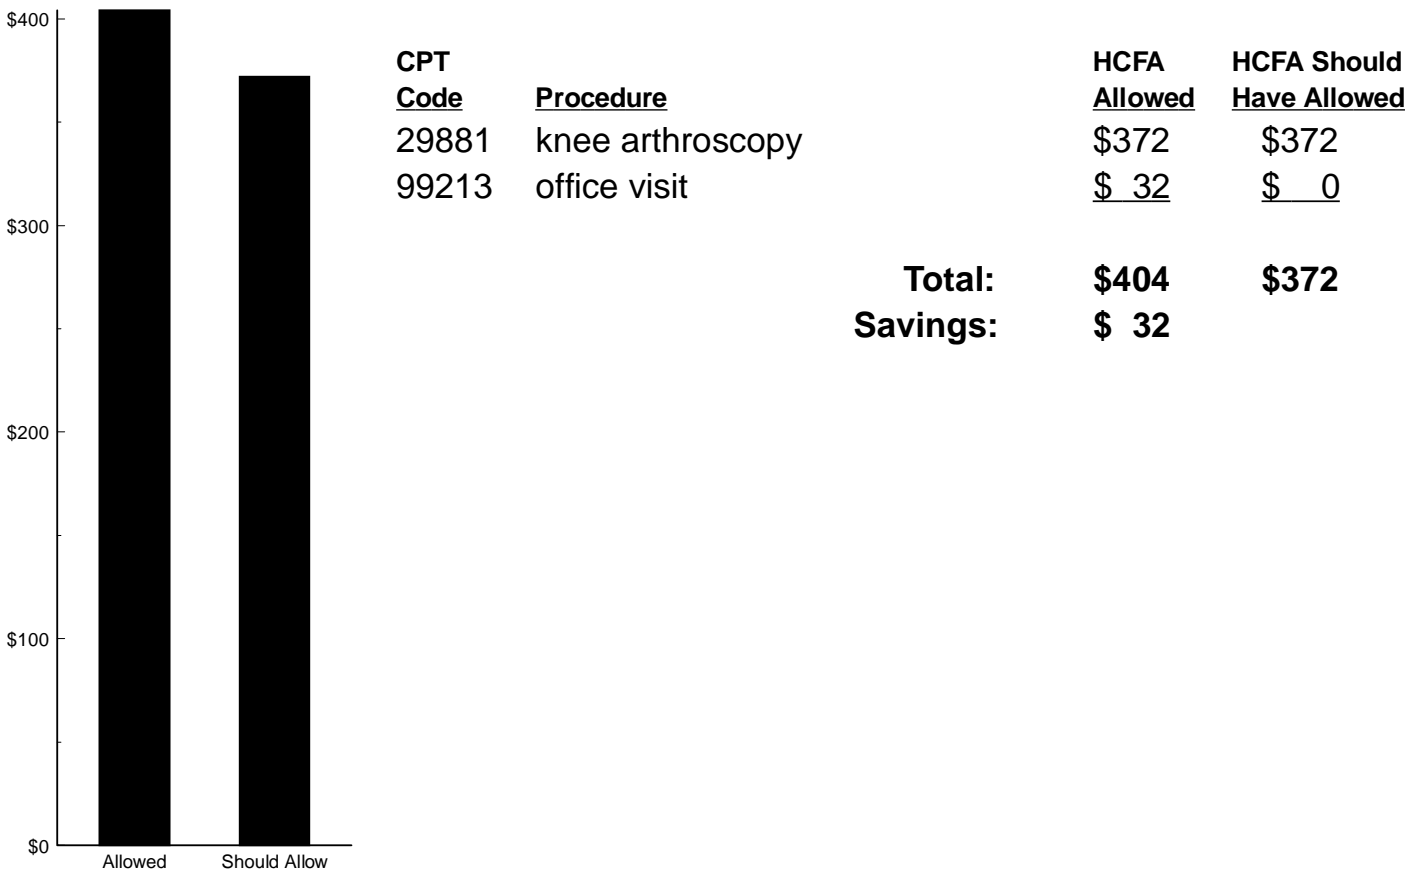 $400
$300
$200
$100
$0
Allowed Should Allow
CPT HCFA HCFA Should
Code Procedure Allowed Have Allowed
29881 knee arthroscopy $372 $372
99213 office visit $ 32 $ 0
Total: $404 $372
Savings: $ 32